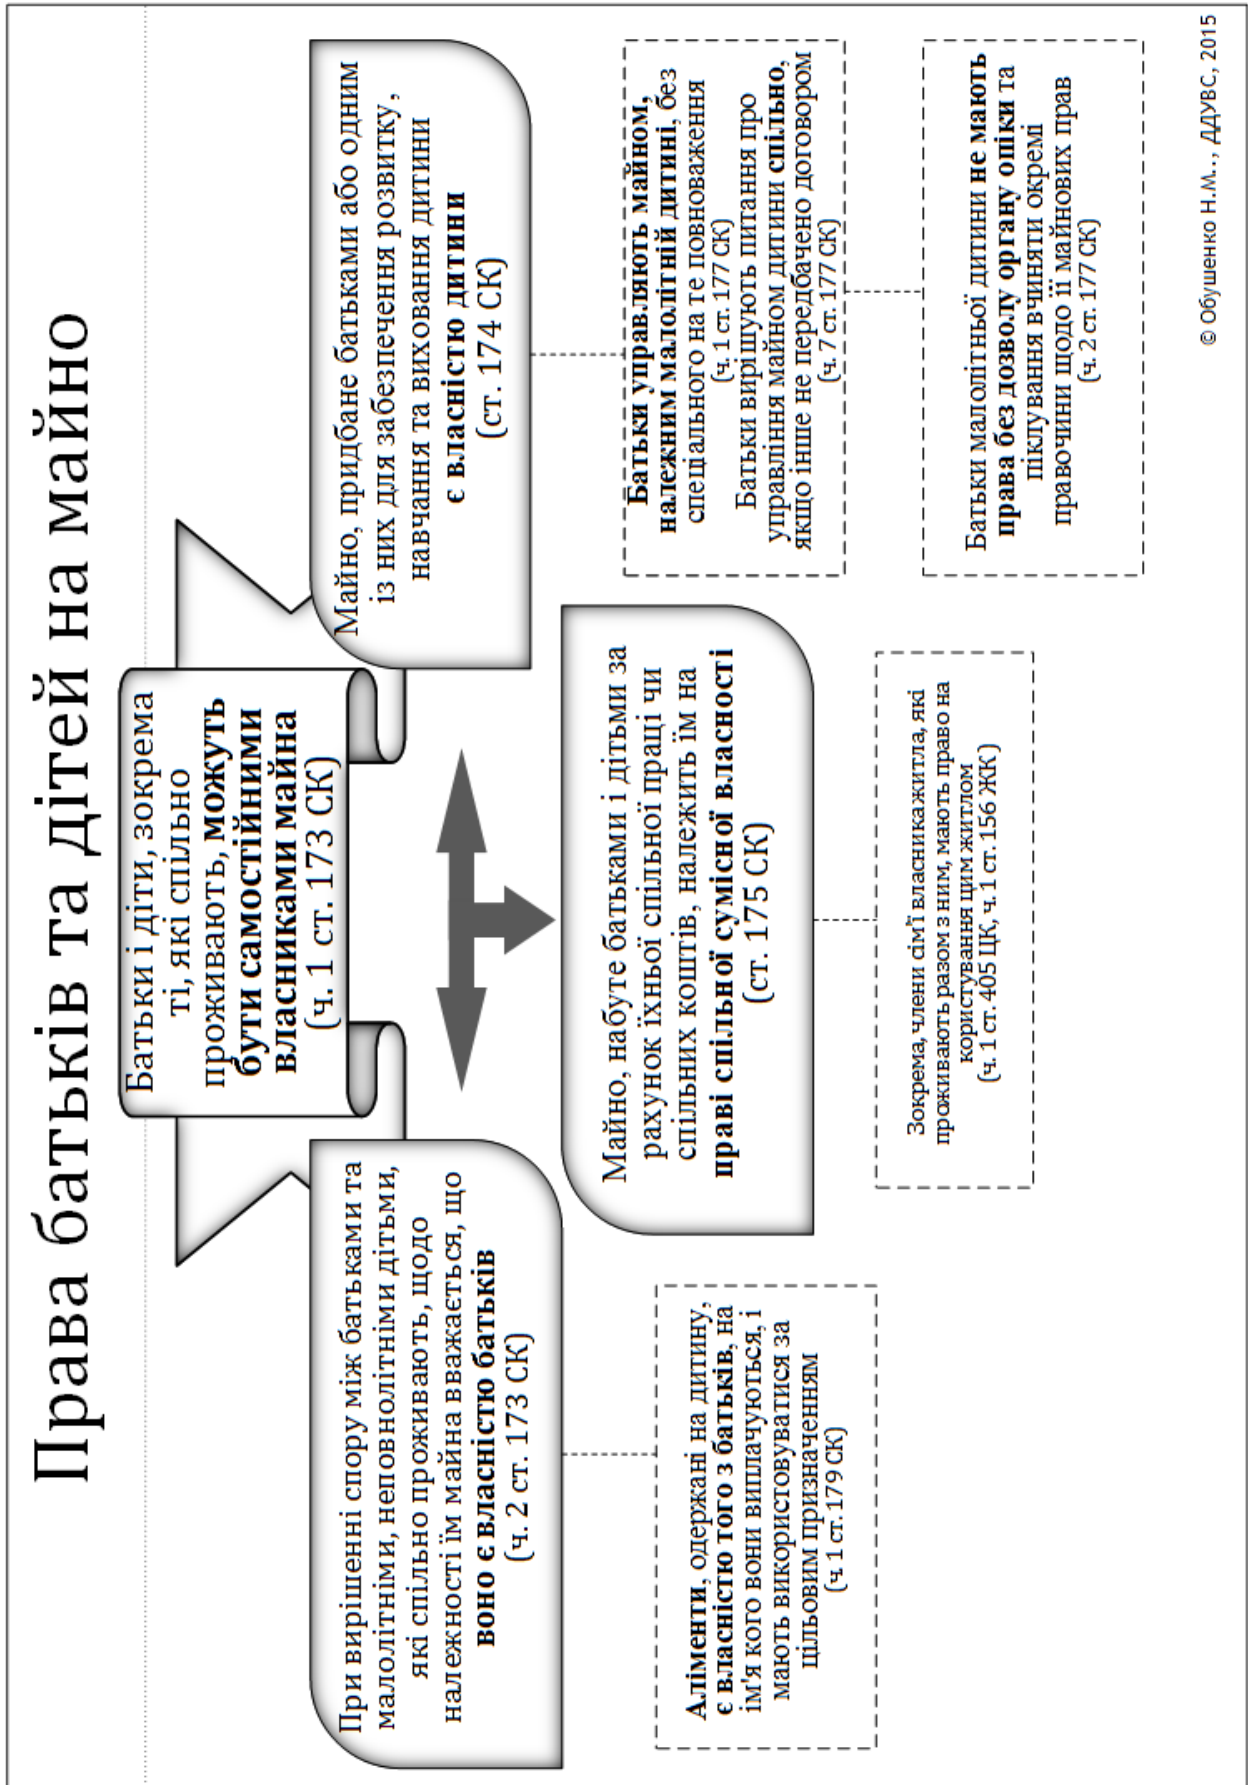 Права батьків та дітей на майно
Батьки і діти, зокрема
ті, які спільно
проживають, можуть
бути самостійними
власниками майна
(ч. 1 ст. 173 СК)
При вирішенні спору між батьками та
малолітніми, неповнолітніми дітьми,
які спільно проживають, щодо
належності їм майна вважається, що
воно є власністю батьків
(ч. 2 ст. 173 СК)
Аліменти, одержані на дитину,
є власністю того з батьків, на
ім'я кого вони виплачуються, і
мають використовуватися за
цільовим призначенням
(ч. 1 ст. 179 СК)
Майно, набуте батьками і дітьми за
рахунок їхньої спільної праці чи
спільних коштів, належить їм на
праві спільної сумісної власності
(ст. 175 СК)
Зокрема, члени сім'ї власника житла, які
проживають разом з ним, мають право на
користування цим житлом
(ч. 1 ст. 405 ЦК, ч. 1 ст. 156 ЖК)
Майно, придбане батьками або одним
із них для забезпечення розвитку,
навчання та виховання дитини
є власністю дитини
(ст. 174 СК)
Батьки управляють майном,
належним малолітній дитині, без
спеціального на те повноваження
(ч. 1 ст. 177 СК)
Батьки вирішують питання про
управління майном дитини спільно,
якщо інше не передбачено договором
(ч. 7 ст. 177 СК)
Батьки малолітньої дитини не мають
права без дозволу органу опіки та
піклування вчиняти окремі
правочини щодо її майнових прав
(ч. 2 ст. 177 СК)
© Обушенко Н.М.., ДДУВС, 2015